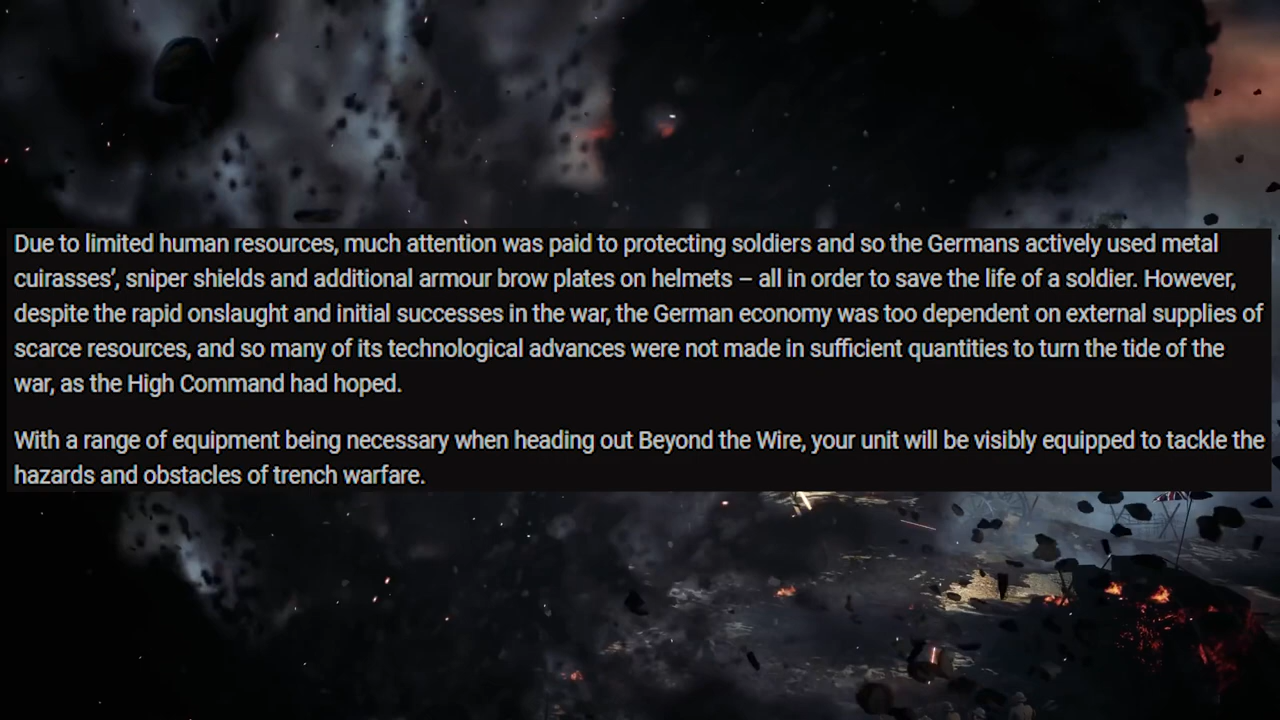 Due to limited human resources, much attention was paid to protecting soldiers and so the Germans actively used metal
cuirasses’, sniper shields and additional armour brow plates on helmets – all in order to save the life of a soldier. However,
despite the rapid onslaught and initial successes in the war, the German economy was too dependent on external supplies of
scarce resources, and so many of its technological advances were not made in sufficient quantities to turn the tide of the
war, as the High Command had hoped.
With a range of equipment being necessary when heading out Beyond the Wire, your unit will be visibly equipped to tackle the
hazards and obstacles of trench warfare.